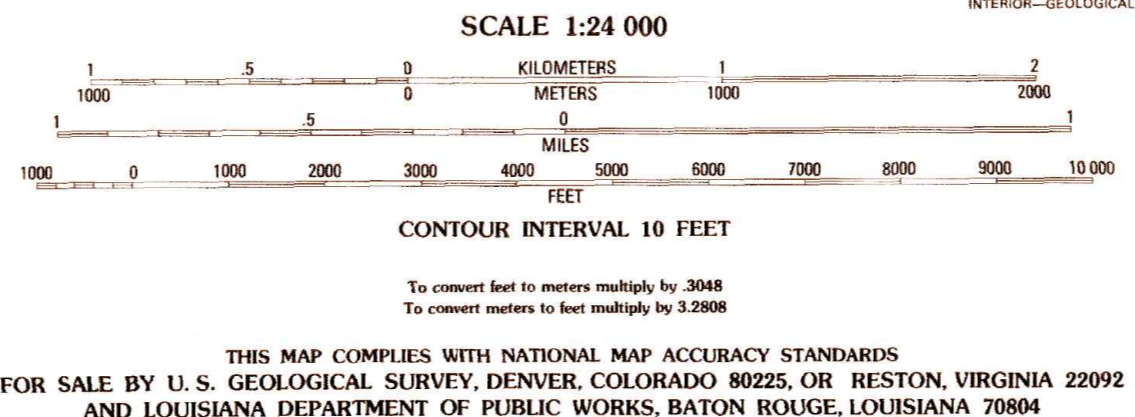 INTERIOR—GEOLOGICAL
SCALE 1:24 000
1 .5 0 KILOMETERS 1 2
1000 0 METERS 1000 2000
1 .5 0 1
MILES
1000 0 1000 2000 3000 4000 5000 6000 7000 8000 9000 10 000
FEET
CONTOUR INTERVAL 10 FEET
To convert feet to meters multiply by .3048
To convert meters to feet multiply by 3.2808
THIS MAP COMPLIES WITH NATIONAL MAP ACCURACY STANDARDS
FOR SALE BY U. S. GEOLOGICAL SURVEY, DENVER, COLORADO 80225, OR RESTON, VIRGINIA 22092
AND LOUISIANA DEPARTMENT OF PUBLIC WORKS, BATON ROUGE, LOUISIANA 70804